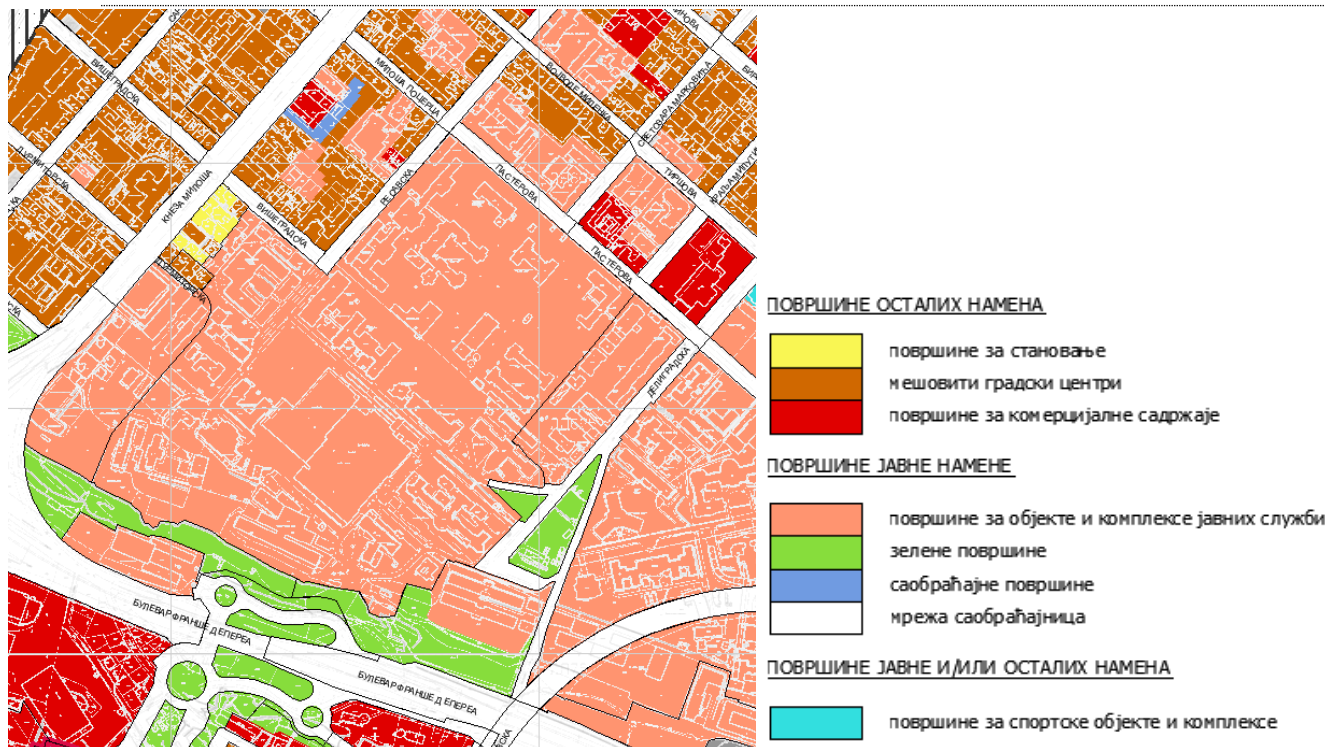 ВИШЕГРАДСКА
МИЛОША ПОЦЕРЦА
ВОЈВОДЕ МИЛЕНКА
СВЕТОЗАРА МАРКОВИЋА
ТИРШОВА
КНЕЗА МИЛОША
ВИШЕГРАДСКА
РЕСАВСКА
ПАСТЕРОВА
ПАСТЕРОВА
ДЕЛИГРАДСКА
БУЛЕВАР ФРАНШЕ Д ЕПЕРЕА
БУЛЕВАР ФРАНШЕ Д ЕПЕРЕА
ПОВРШИНЕ ОСТАЛИХ НАМЕНА
површине за становање
мешовити градски центри
површине за комерцијалне садржаје
ПОВРШИНЕ ЈАВНЕ НАМЕНЕ
површине за објекте и комплексе јавних служби
зелене површине
саобраћајне површине
мрежа саобраћајница
ПОВРШИНЕ ЈАВНЕ И/ИЛИ ОСТАЛИХ НАМЕНА
површине за спортске објекте и комплексе